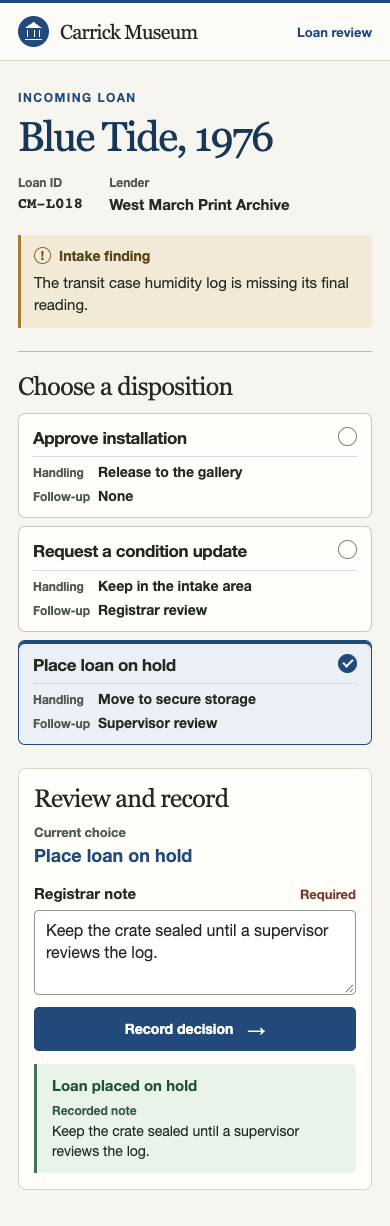 Carrick Museum
Loan review
INCOMING LOAN
Blue Tide, 1976
Loan ID
Lender
CM-L018
West March Print Archive
! Intake finding
The transit case humidity log is missing its final
reading.
Choose a disposition
Approve installation
Handling Release to the gallery
Follow-up None
Request a condition update
Handling Keep in the intake area
Follow-up Registrar review
Place loan on hold
Handling Move to secure storage
Follow-up Supervisor review
Review and record
Current choice
Place loan on hold
Registrar note Required
Keep the crate sealed until a supervisor
reviews the log.
Record decision →
Loan placed on hold
Recorded note
Keep the crate sealed until a supervisor
reviews the log.